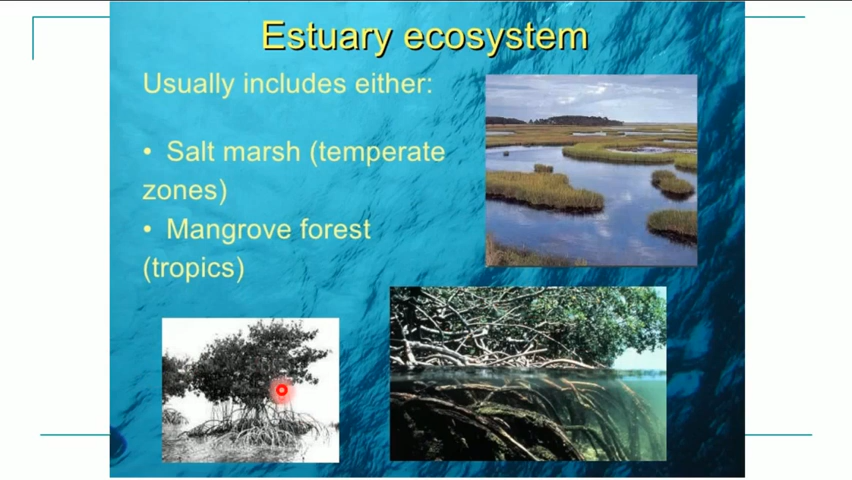 Estuary ecosystem
Usually includes either:
• Salt marsh (temperate
zones)
• Mangrove forest
(tropics)